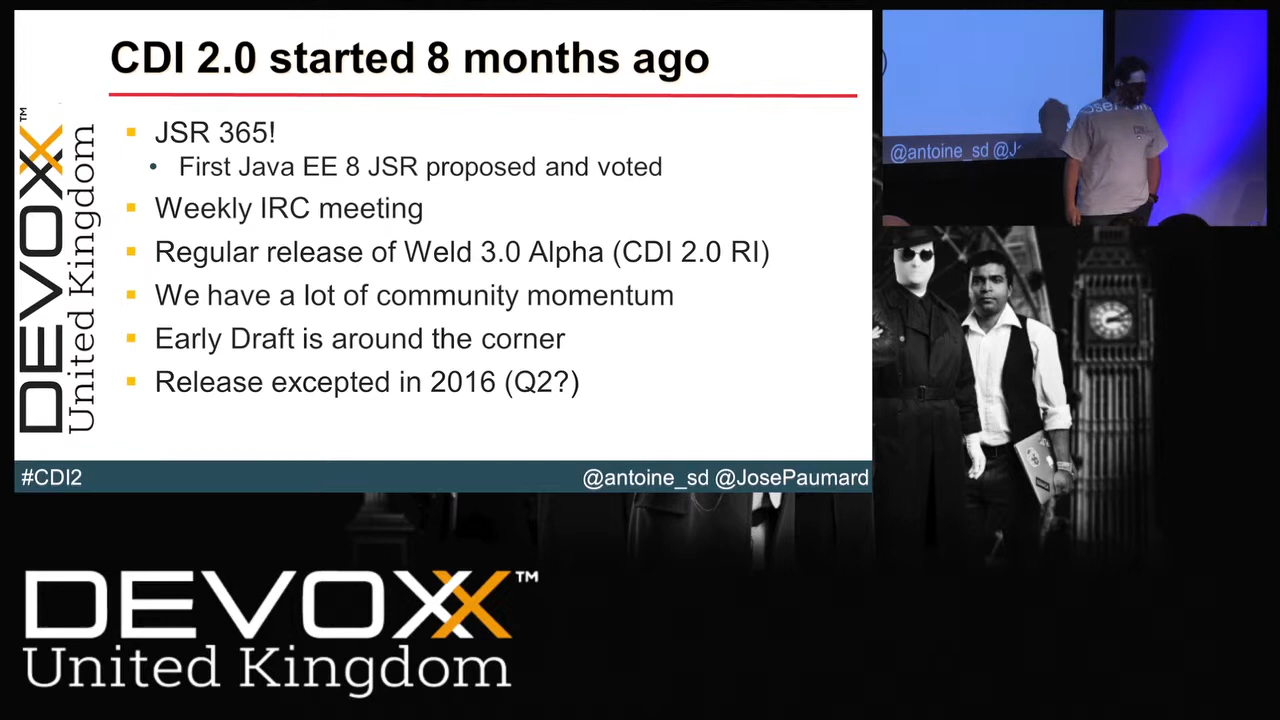 CDI 2.0 started 8 months ago
JSR 365!
First Java EE 8 JSR proposed and voted
Weekly IRC meeting
Regular release of Weld 3.0 Alpha (CDI 2.0 RI)
We have a lot of community momentum
Early Draft is around the corner
Release excepted in 2016 (Q2?)
DEVOXX™
United Kingdom
#CDI2
@antoine_sd @JosePaumard
@antoine_sd @J
DEVOXX™
United Kingdom